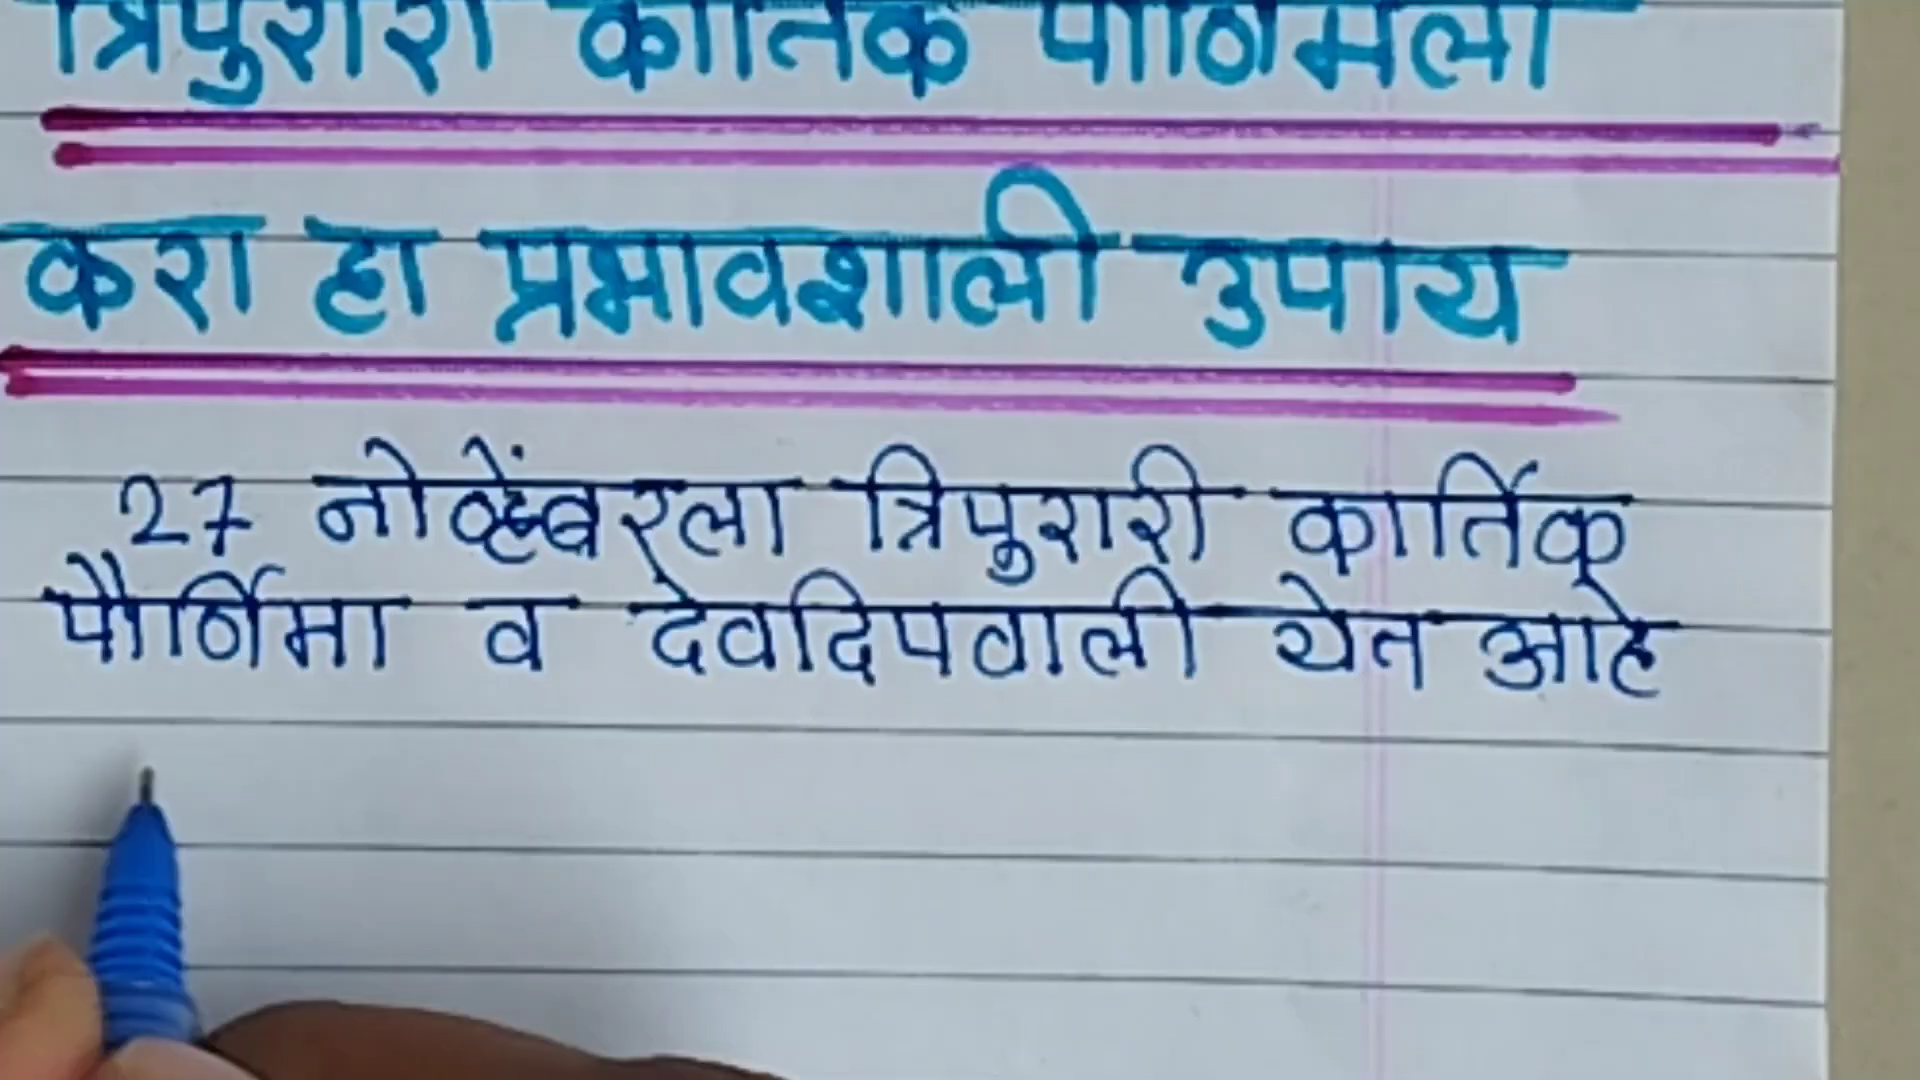 त्रिपुरारी कार्तिक पौर्णिमेला
करा हा प्रभावशाली उपाय
27 नोव्हेंबरला त्रिपुरारी कार्तिक
पौर्णिमा व देवदिपवाली येत आहे